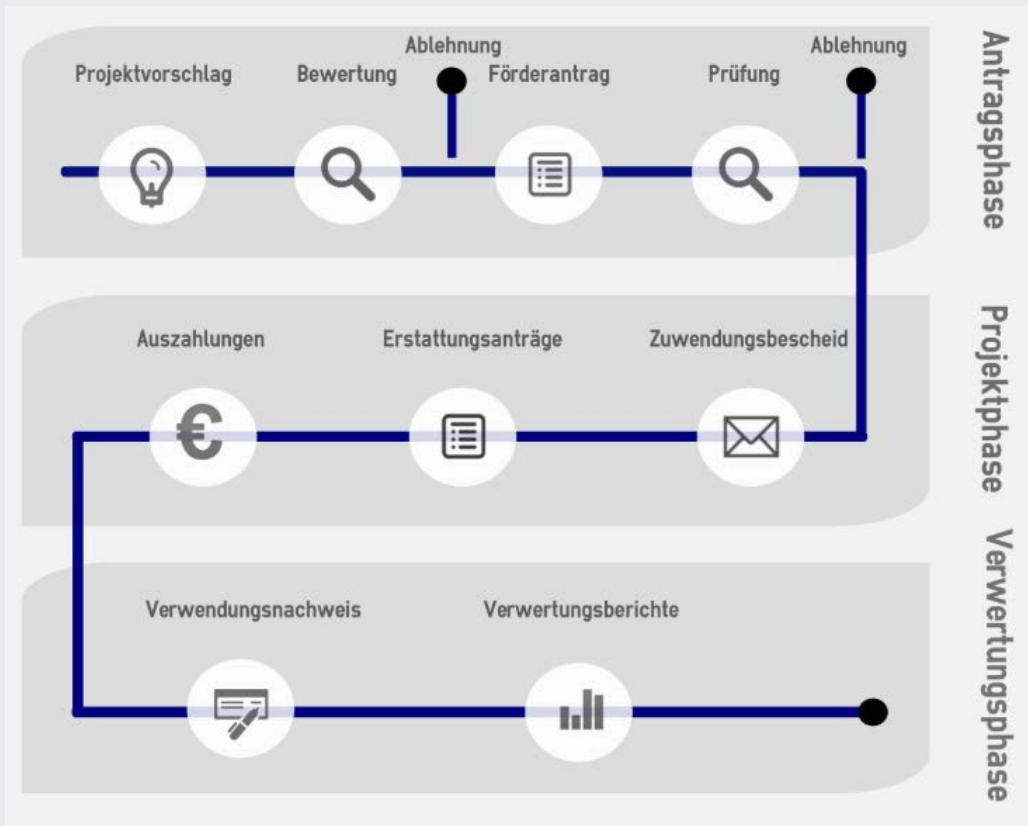 Antragsphase
Projektvorschlag
Bewertung
Ablehnung
Förderantrag
Prüfung
Ablehnung
Projektphase
Auszahlungen
Erstattungsanträge
Zuwendungsbescheid
€
Verwertungsphase
Verwendungsnachweis
Verwertungsberichte